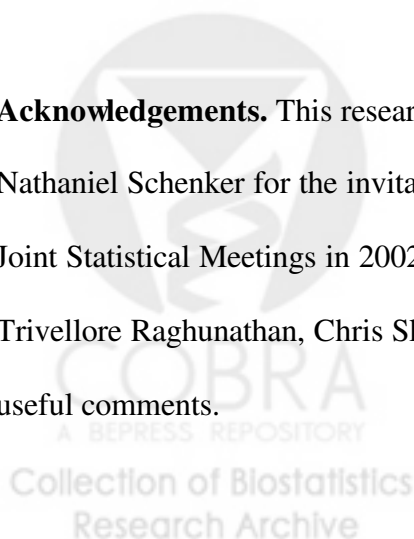 Acknowledgements. This resear
Nathaniel Schenker for the invita
Joint Statistical Meetings in 2002
Trivellore Raghunathan, Chris Sk
useful comments.
COBRA
A BEPRESS REPOSITORY
Collection of Biostatistics
Research Archive